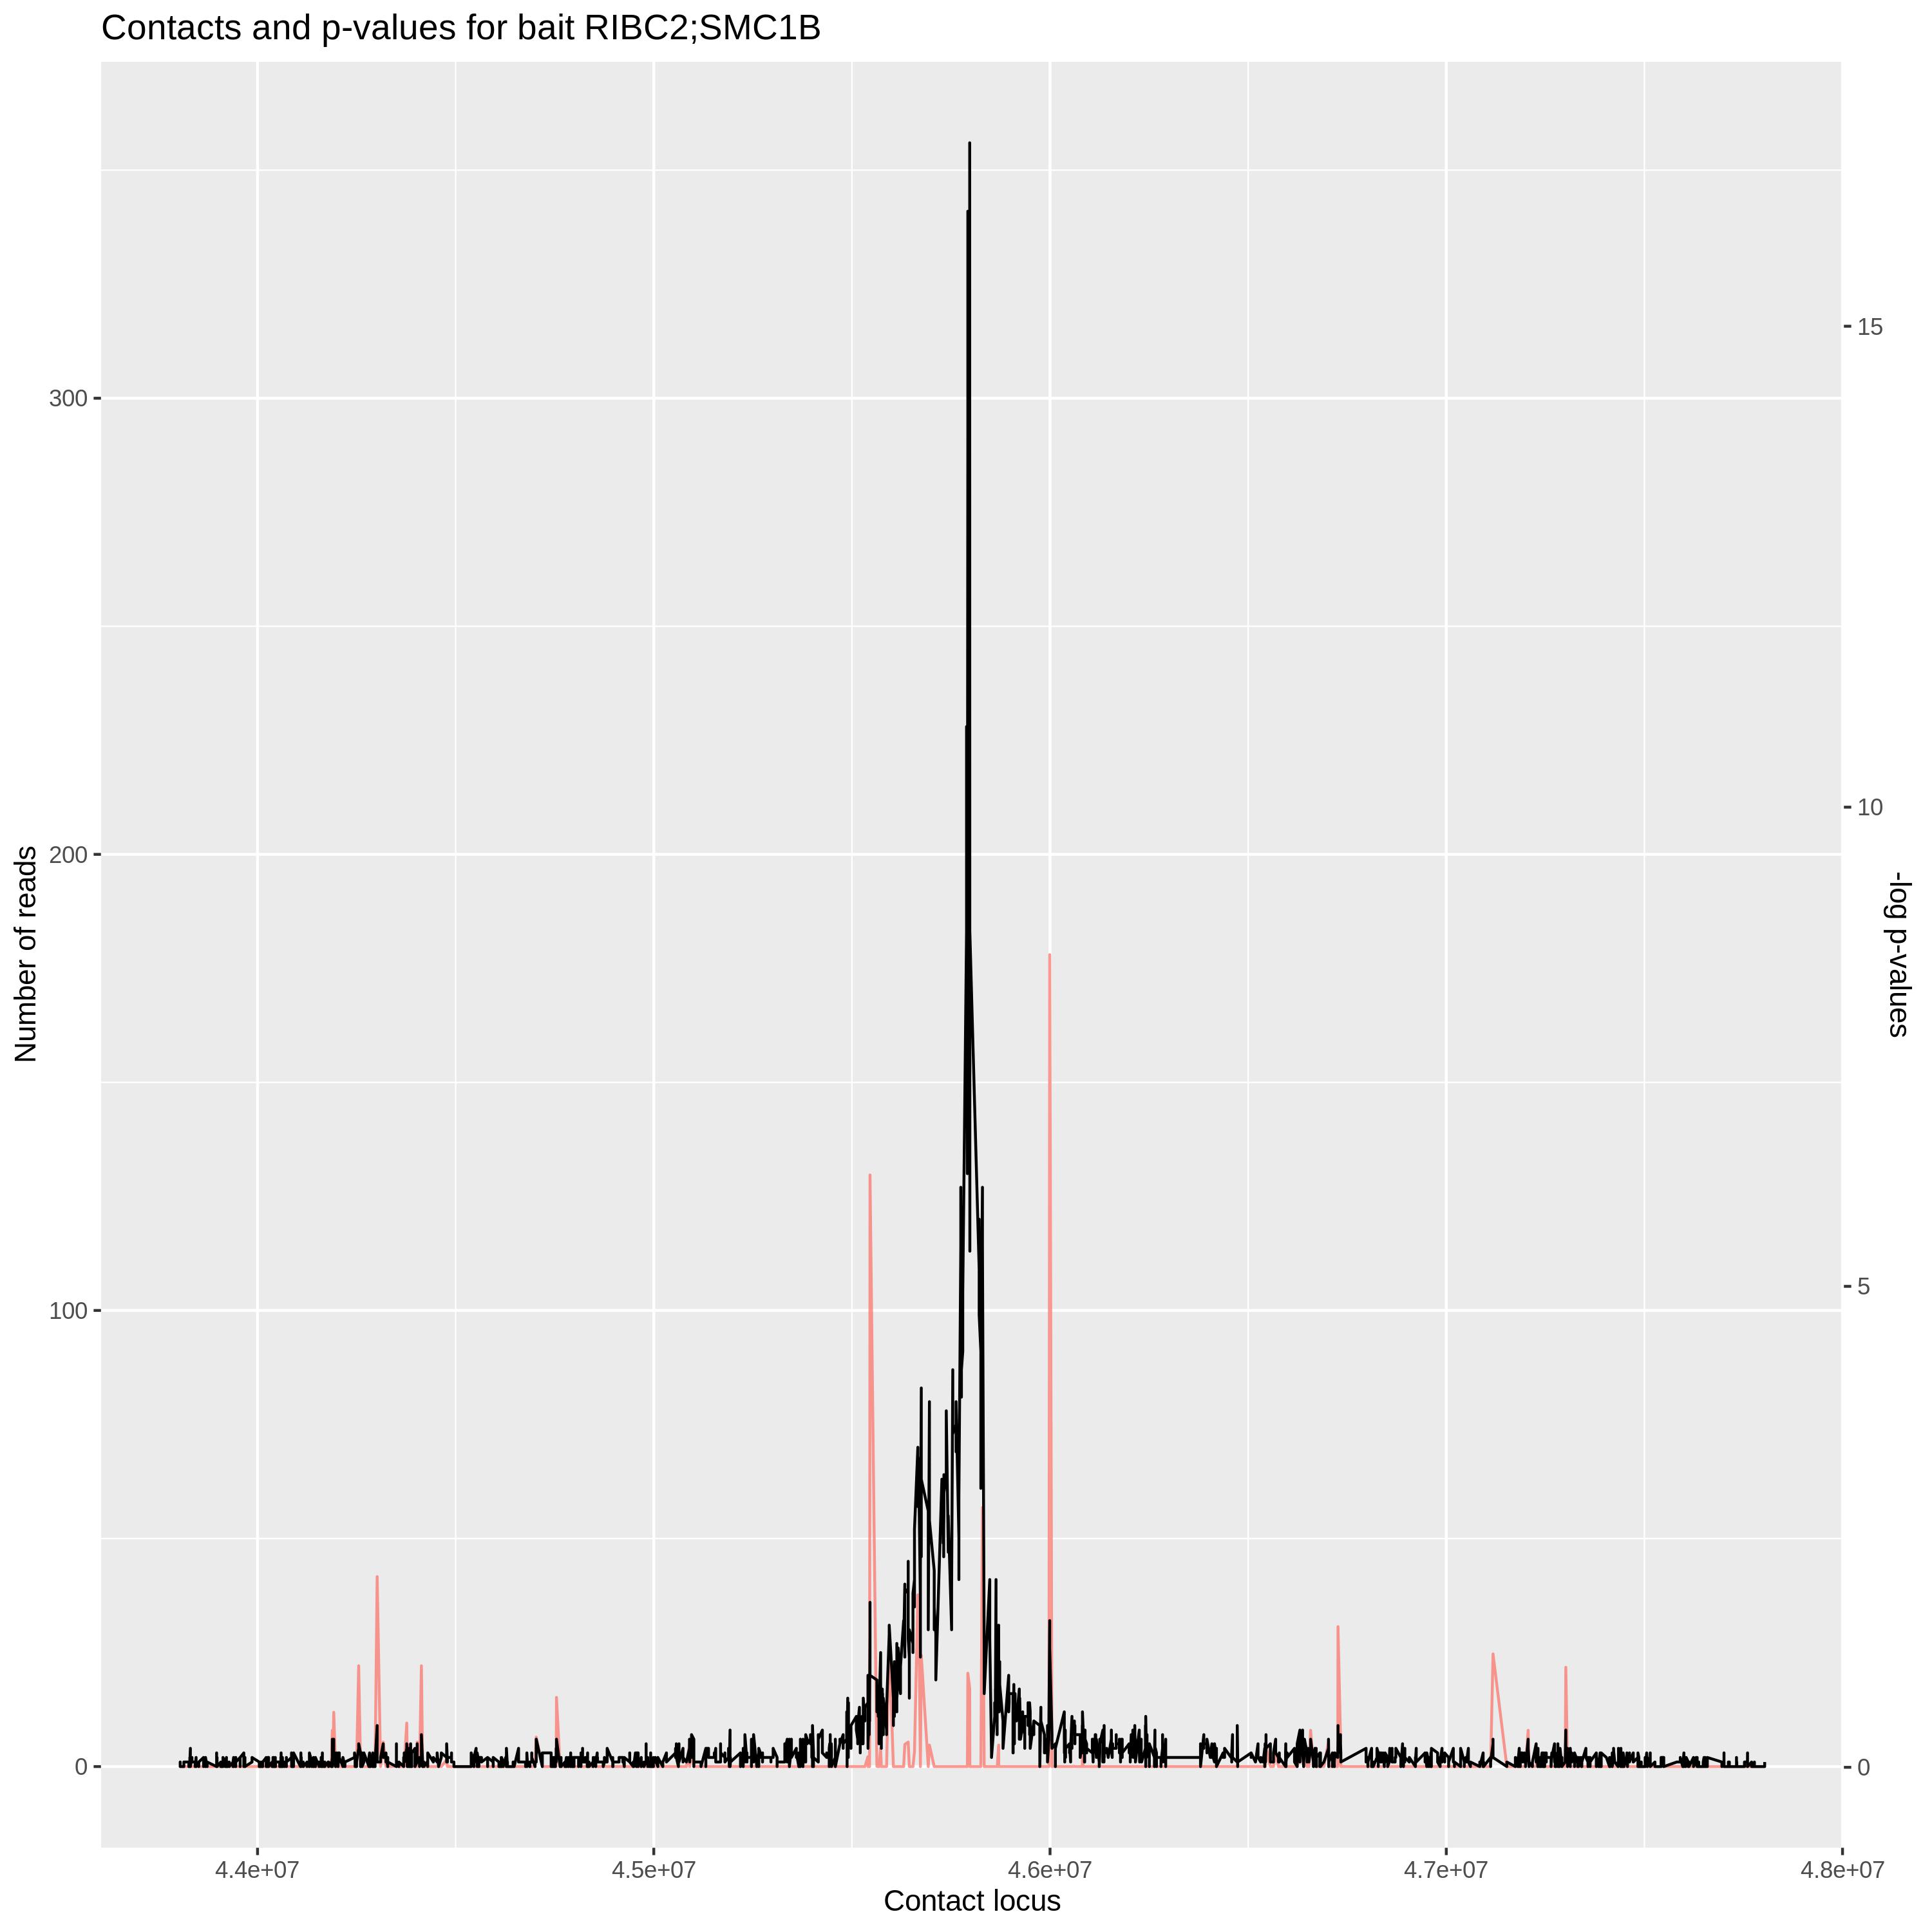 Contacts and p-values for bait RIBC2;SMC1B
Number of reads
300
200
100
0
15
10
5
0
-log p-values
4.4e+07
4.5e+07
4.6e+07
4.7e+07
4.8e+07
Contact locus